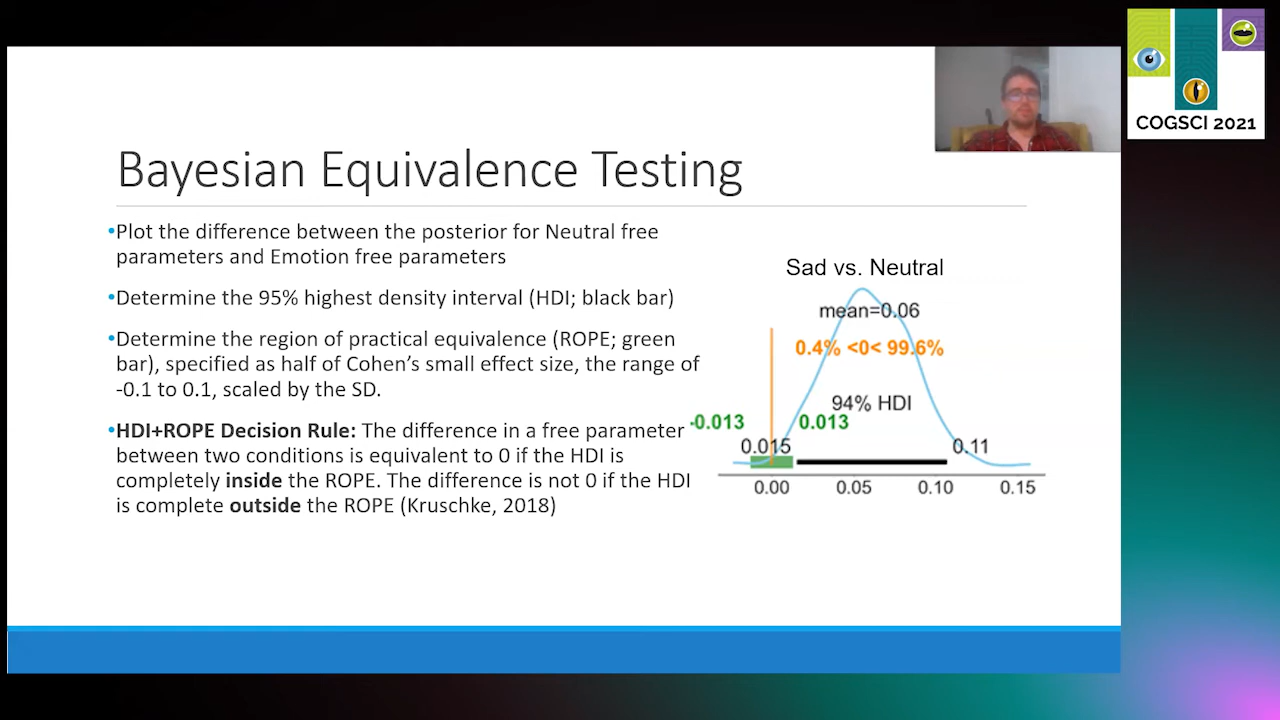 COGSCI 2021
Bayesian Equivalence Testing
•Plot the difference between the posterior for Neutral free
parameters and Emotion free parameters
•Determine the 95% highest density interval (HDI; black bar)
•Determine the region of practical equivalence (ROPE; green
bar), specified as half of Cohen’s small effect size, the range of
-0.1 to 0.1, scaled by the SD.
•HDI+ROPE Decision Rule: The difference in a free parameter
between two conditions is equivalent to 0 if the HDI is
completely inside the ROPE. The difference is not 0 if the HDI
is complete outside the ROPE (Kruschke, 2018)
Sad vs. Neutral
mean=0.06
0.4% <0< 99.6%
94% HDI
-0.013 0.013
0.015 0.11
0.00 0.05 0.10 0.15